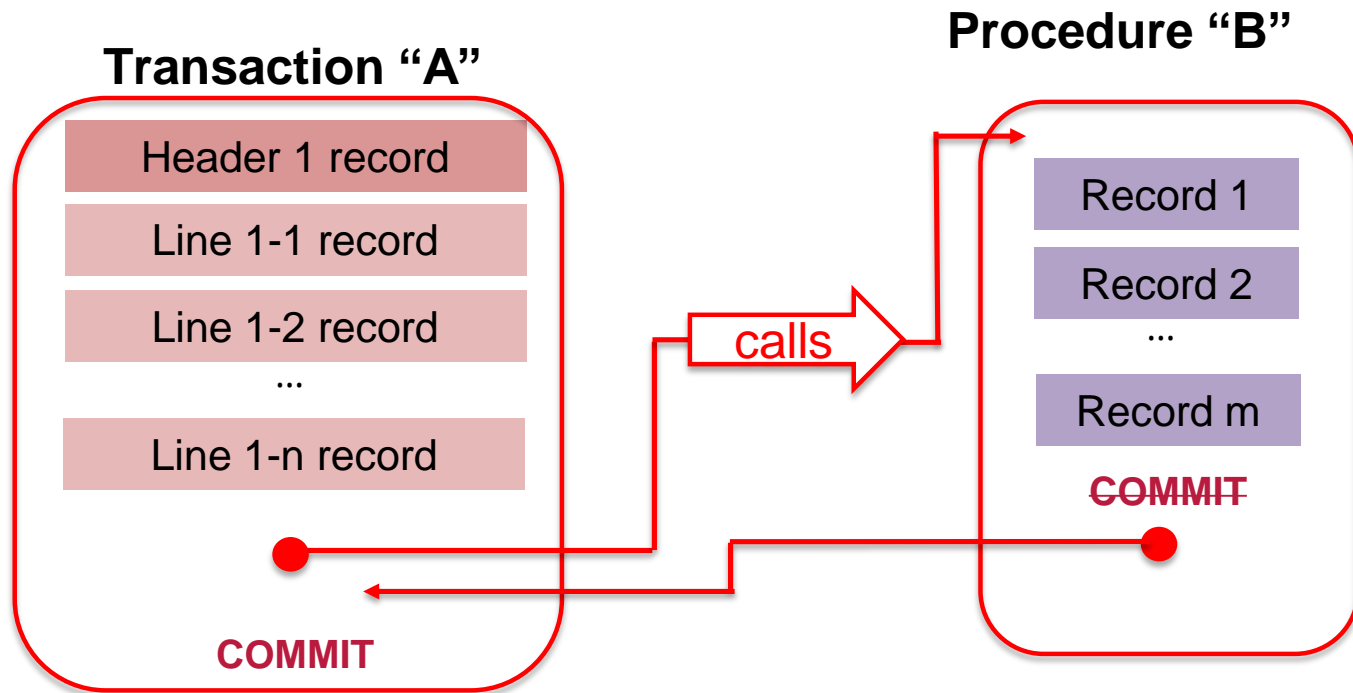 Transaction “A”
Header 1 record
Line 1-1 record
Line 1-2 record
...
Line 1-n record
COMMIT
calls
Procedure “B”
Record 1
Record 2
...
Record m
COMMIT